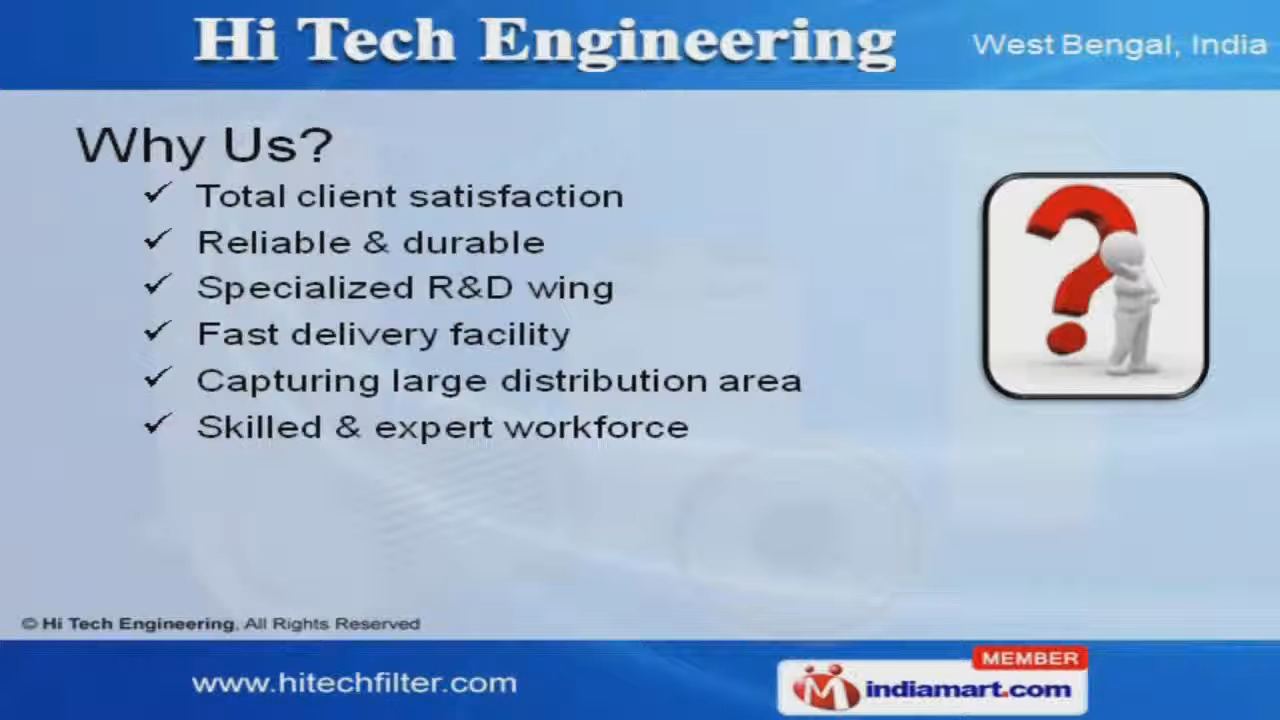 Hi Tech Engineering
West Bengal, India
Why Us?
✓ Total client satisfaction
✓ Reliable & durable
✓ Specialized R&D wing
✓ Fast delivery facility
✓ Capturing large distribution area
✓ Skilled & expert workforce
© Hi Tech Engineering, All Rights Reserved
www.hitechfilter.com
MEMBER
indiamart.com